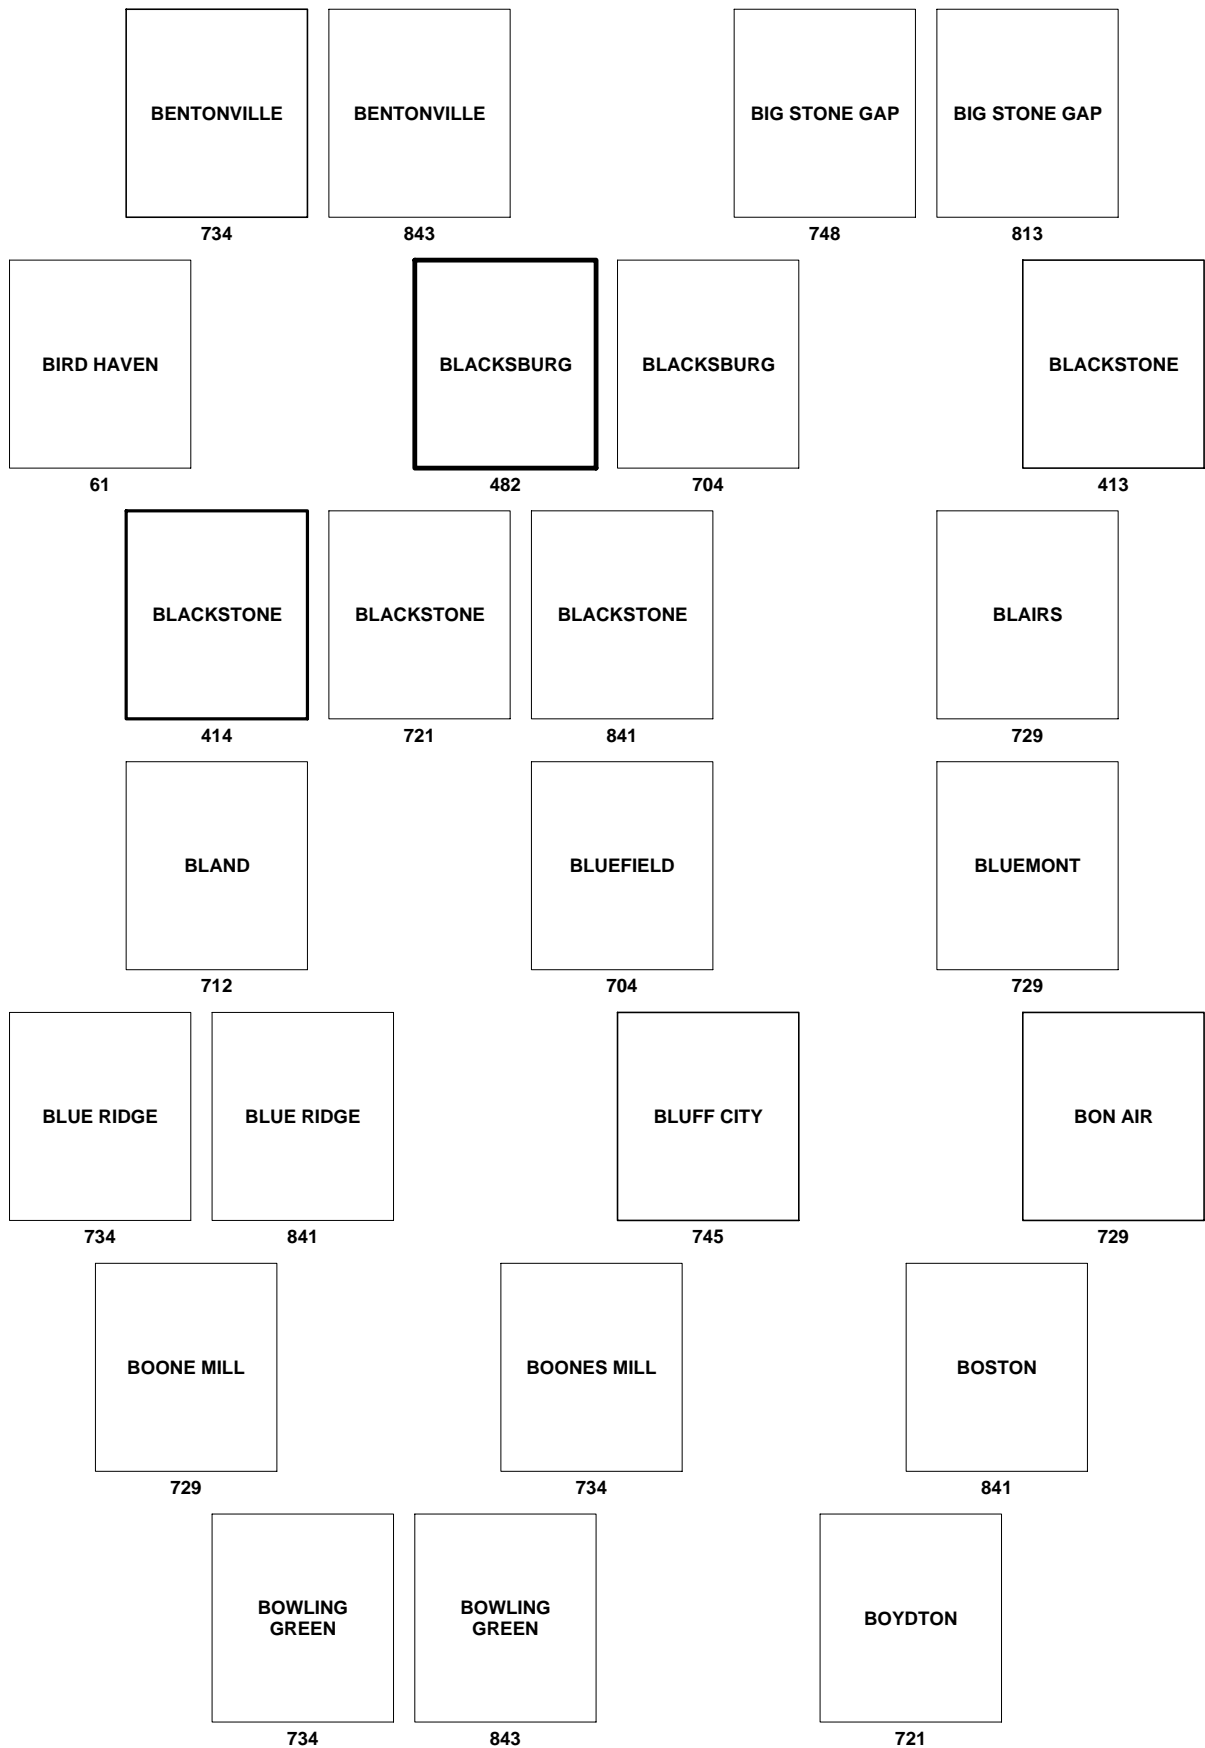 BENTONVILLE BENTONVILLE BIG STONE GAP BIG STONE GAP
734 843 748 813
BIRD HAVEN BLACKSBURG BLACKSBURG BLACKSTONE
61 482 704 413
BLACKSTONE BLACKSTONE BLACKSTONE BLAIRS
414 721 841 729
BLAND BLUEFIELD BLUEMONT
712 704 729
BLUE RIDGE BLUE RIDGE BLUFF CITY BON AIR
734 841 745 729
BOONE MILL BOONES MILL BOSTON
729 734 841
BOWLING GREEN BOWLING GREEN BOYDTON
734 843 721